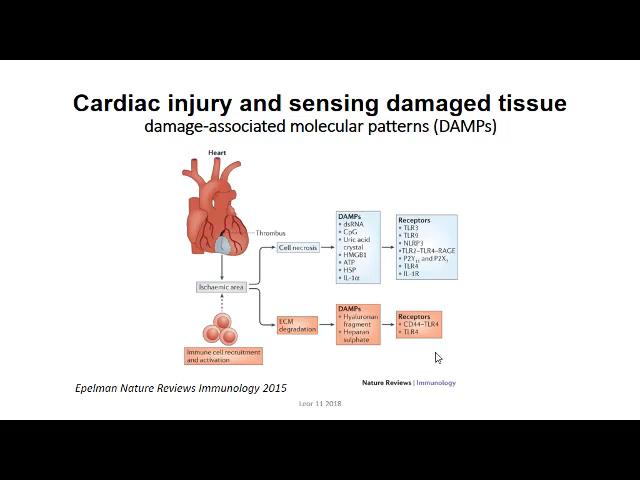 Cardiac injury and sensing damaged tissue
damage-associated molecular patterns (DAMPs)
Heart
Thrombus
Ischaemic area
Immune cell recruitment
and activation
Cell necrosis
DAMPs
• dsRNA
• CpG
• Uric acid
crystal
• HMGB1
• ATP
• HSP
• IL-1α
Receptors
• TLR3
• TLR9
• NLRP3
•TLR2–TLR4–RAGE
• P2Y and P2X
• TLR4
• IL-1R
ECM
degradation
DAMPs
• Hyaluronan
fragment
• Heparan
sulphate
Receptors
• CD44–TLR4
• TLR4
Nature Reviews | Immunology
Epelman Nature Reviews Immunology 2015
Leor 11 2018